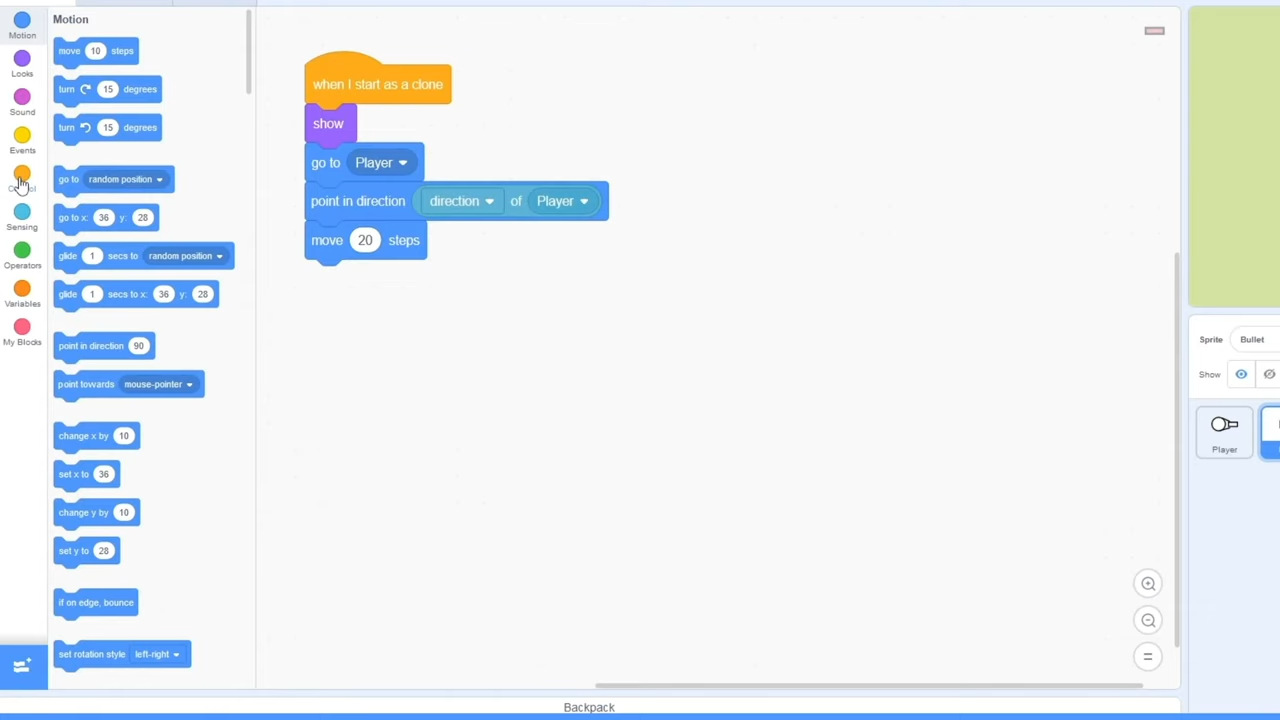 Motion
Looks
Sound
Events
Sensing
Operators
Variables
My Blocks
Motion
move 10 steps
turn 15 degrees
turn 15 degrees
go to random position
go to x: 36 y: 28
glide 1 secs to random position
glide 1 secs to x: 36 y: 28
point in direction 90
point towards mouse-pointer
change x by 10
set x to 36
change y by 10
set y to 28
if on edge, bounce
set rotation style left-right
when I start as a clone
show
go to Player
point in direction direction of Player
move 20 steps
Backpack
Sprite Bullet
Show
Player